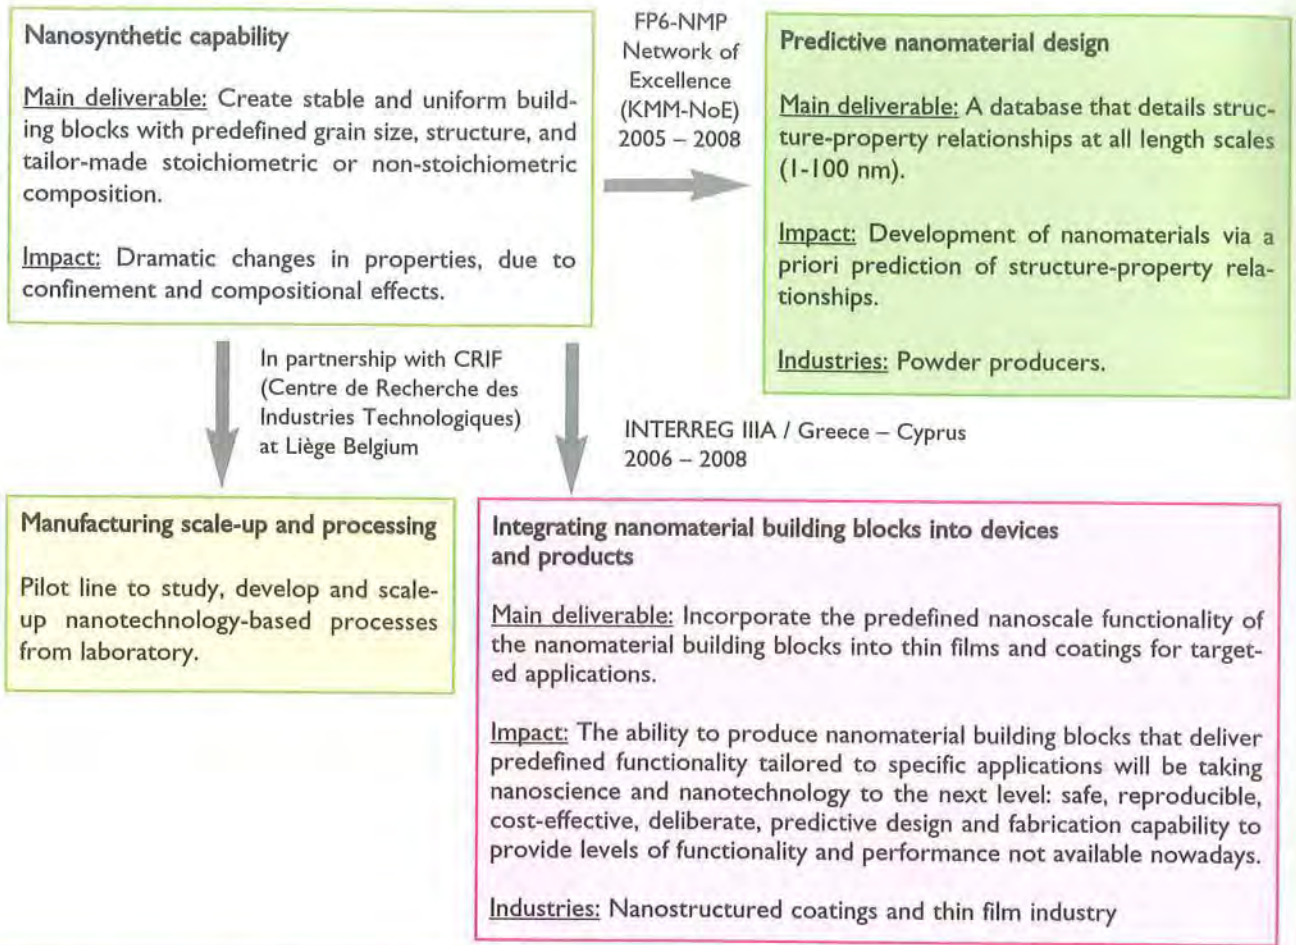 Nanosynthetic capability
Main deliverable: Create stable and uniform build-
ing blocks with predefined grain size, structure, and
tailor-made stoichiometric or non-stoichiometric
composition.
Impact: Dramatic changes in properties, due to
confinement and compositional effects.
FP6-NMP
Network of
Excellence
(KMM-NoE)
2005 – 2008
Predictive nanomaterial design
Main deliverable: A database that details struc-
ture-property relationships at all length scales
(1-100 nm).
Impact: Development of nanomaterials via a
priori prediction of structure-property rela-
tionships.
Industries: Powder producers.
In partnership with CRIF
(Centre de Recherche des
Industries Technologiques)
at Liège Belgium
INTERREG IIIA / Greece – Cyprus
2006 – 2008
Manufacturing scale-up and processing
Pilot line to study, develop and scale-
up nanotechnology-based processes
from laboratory.
Integrating nanomaterial building blocks into devices
and products
Main deliverable: Incorporate the predefined nanoscale functionality of
the nanomaterial building blocks into thin films and coatings for target-
ed applications.
Impact: The ability to produce nanomaterial building blocks that deliver
predefined functionality tailored to specific applications will be taking
nanoscience and nanotechnology to the next level: safe, reproducible,
cost-effective, deliberate, predictive design and fabrication capability to
provide levels of functionality and performance not available nowadays.
Industries: Nanostructured coatings and thin film industry